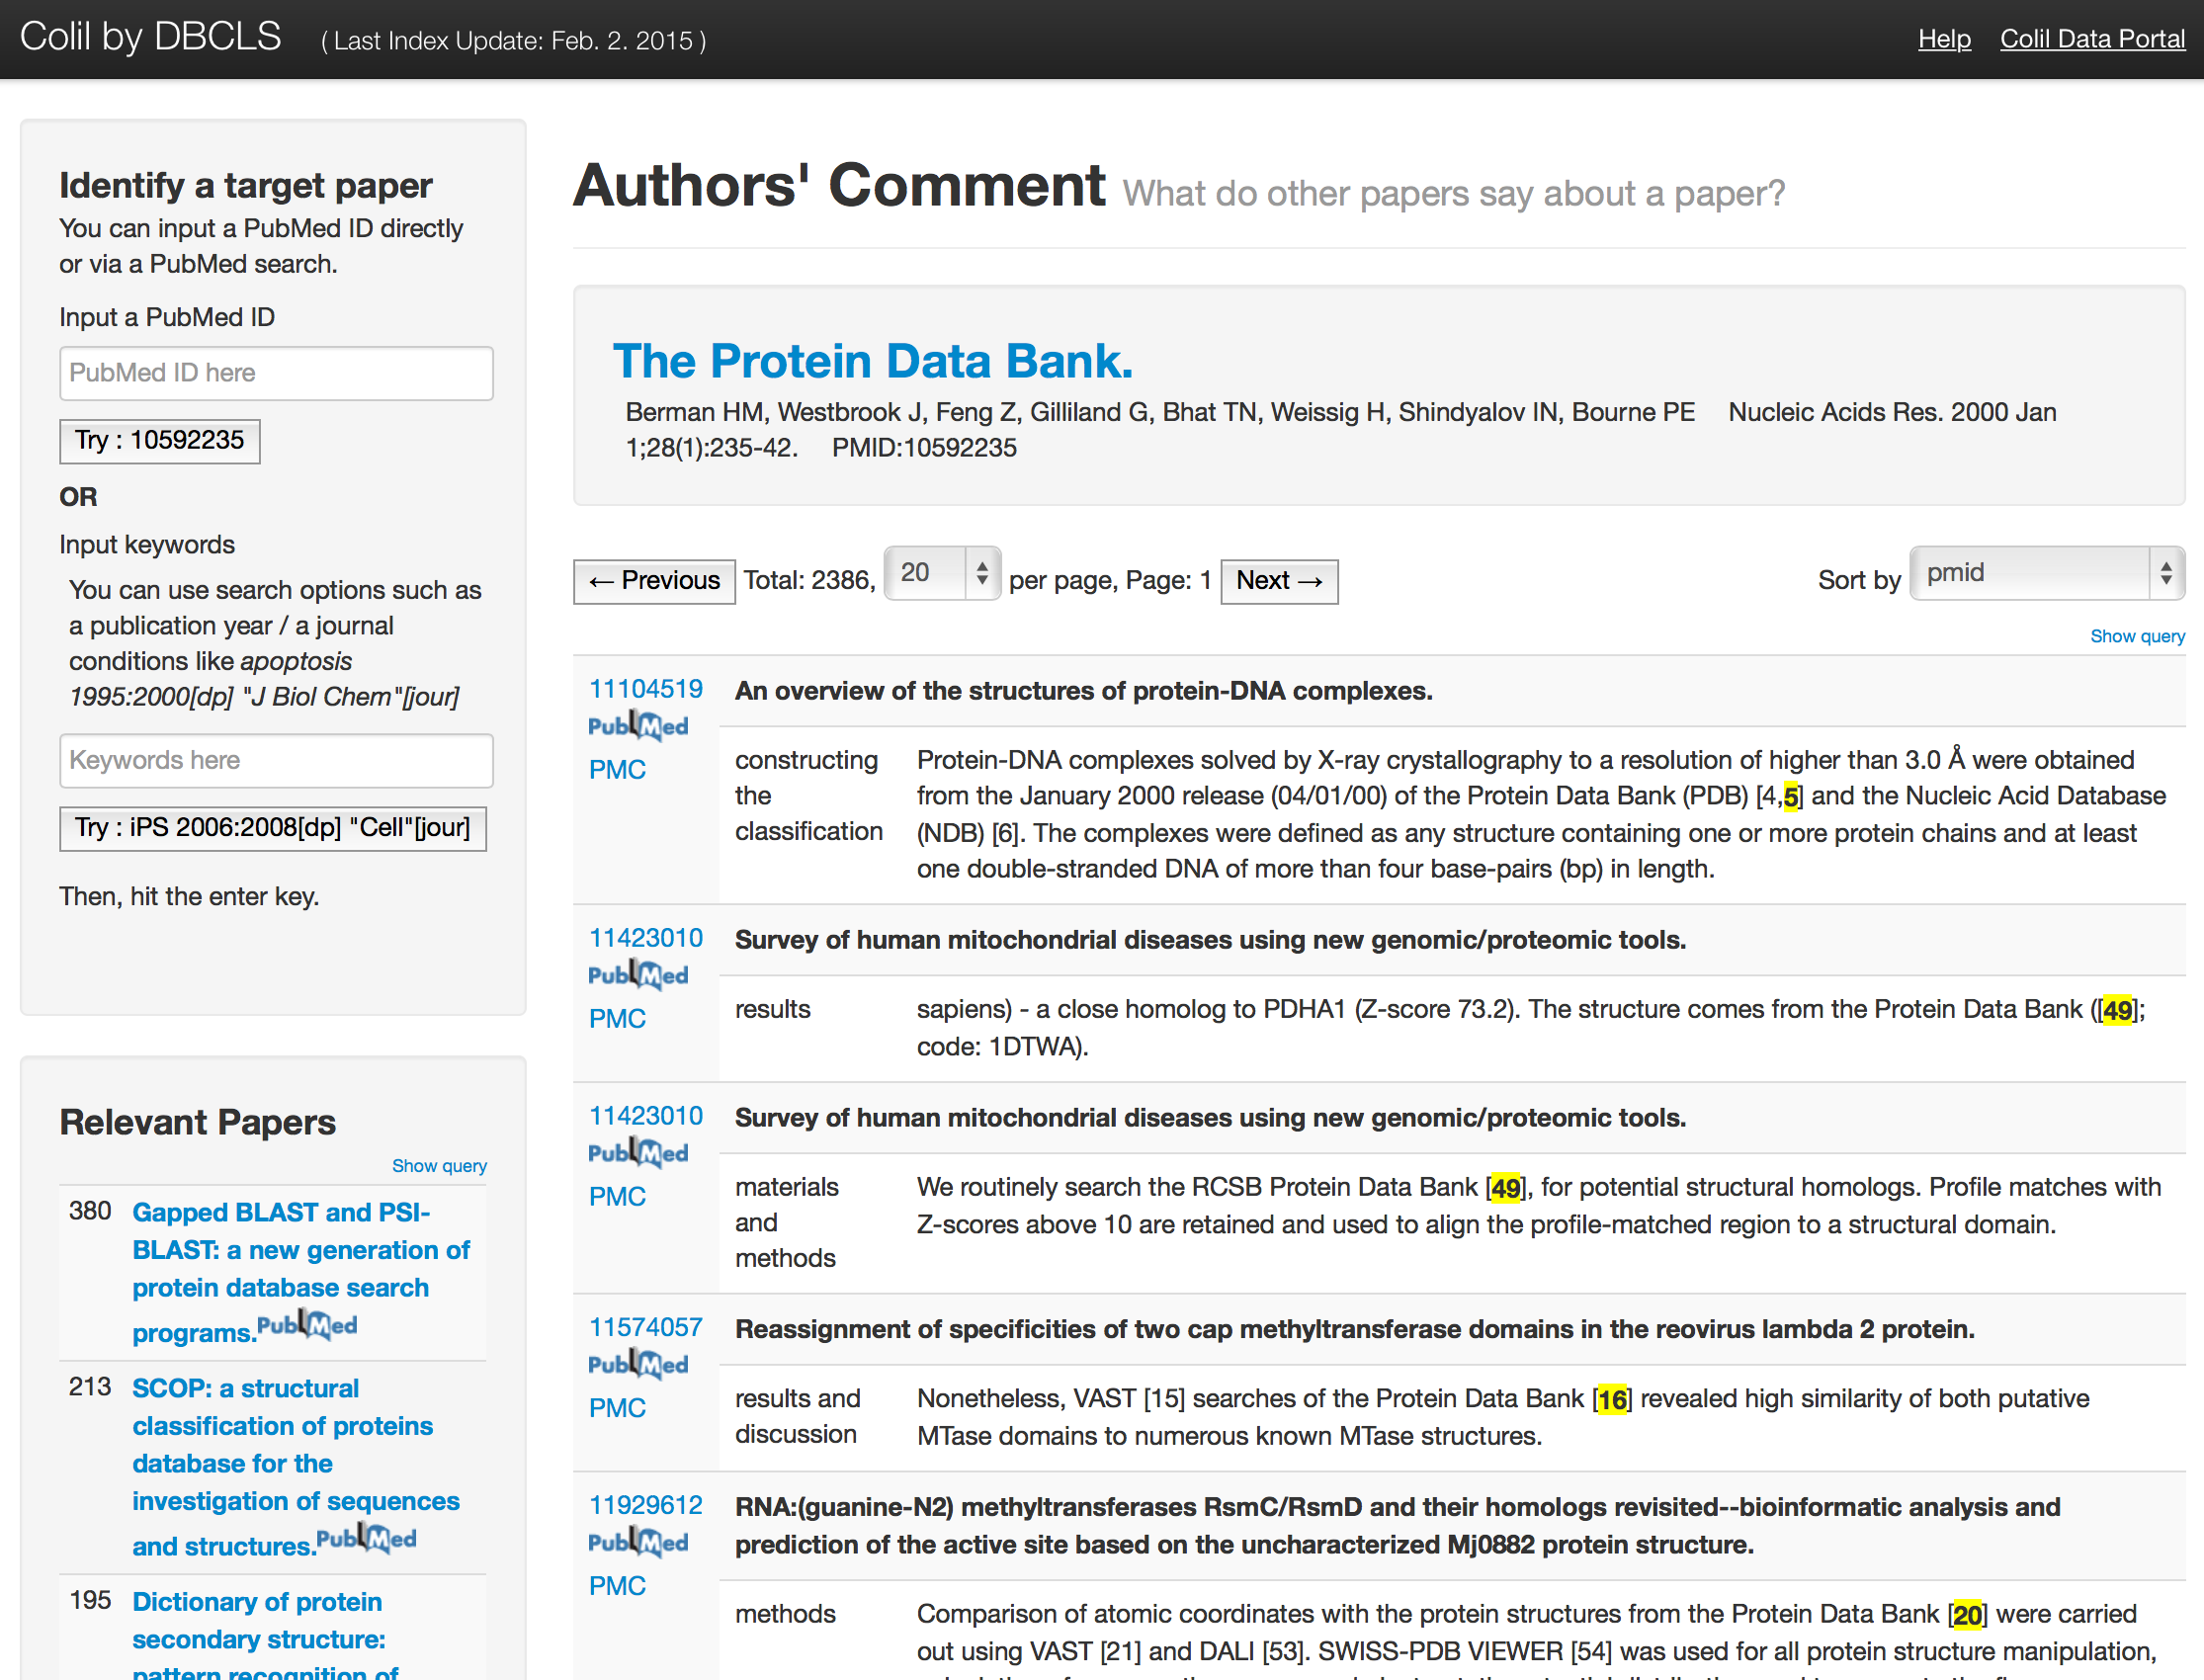 Colil by DBCLS ( Last Index Update: Feb. 2. 2015 ) Help Colil Data Portal
Identify a target paper
You can input a PubMed ID directly
or via a PubMed search.
Input a PubMed ID
PubMed ID here
Try : 10592235
OR
Input keywords
You can use search options such as
a publication year / a journal
conditions like apoptosis
1995:2000[dp] "J Biol Chem"[jour]
Keywords here
Try : iPS 2006:2008[dp] "Cell"[jour]
Then, hit the enter key.
Relevant Papers
Show query
380 Gapped BLAST and PSI-
BLAST: a new generation of
protein database search
programs. PubMed
213 SCOP: a structural
classification of proteins
database for the
investigation of sequences
and structures. PubMed
195 Dictionary of protein
secondary structure:
pattern recognition of
Authors' Comment What do other papers say about a paper?
The Protein Data Bank.
Berman HM, Westbrook J, Feng Z, Gilliland G, Bhat TN, Weissig H, Shindyalov IN, Bourne PE Nucleic Acids Res. 2000 Jan
1;28(1):235-42. PMID:10592235
← Previous Total: 2386, 20 per page, Page: 1 Next → Sort by pmid
Show query
11104519 An overview of the structures of protein-DNA complexes.
PubMed
PMC
constructing
the
classification
Protein-DNA complexes solved by X-ray crystallography to a resolution of higher than 3.0 Å were obtained
from the January 2000 release (04/01/00) of the Protein Data Bank (PDB) [4,5] and the Nucleic Acid Database
(NDB) [6]. The complexes were defined as any structure containing one or more protein chains and at least
one double-stranded DNA of more than four base-pairs (bp) in length.
11423010 Survey of human mitochondrial diseases using new genomic/proteomic tools.
PubMed
PMC
results
sapiens) - a close homolog to PDHA1 (Z-score 73.2). The structure comes from the Protein Data Bank ([49];
code: 1DTWA).
11423010 Survey of human mitochondrial diseases using new genomic/proteomic tools.
PubMed
PMC
materials
and
methods
We routinely search the RCSB Protein Data Bank [49], for potential structural homologs. Profile matches with
Z-scores above 10 are retained and used to align the profile-matched region to a structural domain.
11574057 Reassignment of specificities of two cap methyltransferase domains in the reovirus lambda 2 protein.
PubMed
PMC
results and
discussion
Nonetheless, VAST [15] searches of the Protein Data Bank [16] revealed high similarity of both putative
MTase domains to numerous known MTase structures.
11929612 RNA:(guanine-N2) methyltransferases RsmC/RsmD and their homologs revisited--bioinformatic analysis and
prediction of the active site based on the uncharacterized Mj0882 protein structure.
PubMed
PMC
methods
Comparison of atomic coordinates with the protein structures from the Protein Data Bank [20] were carried
out using VAST [21] and DALI [53]. SWISS-PDB VIEWER [54] was used for all protein structure manipulation,